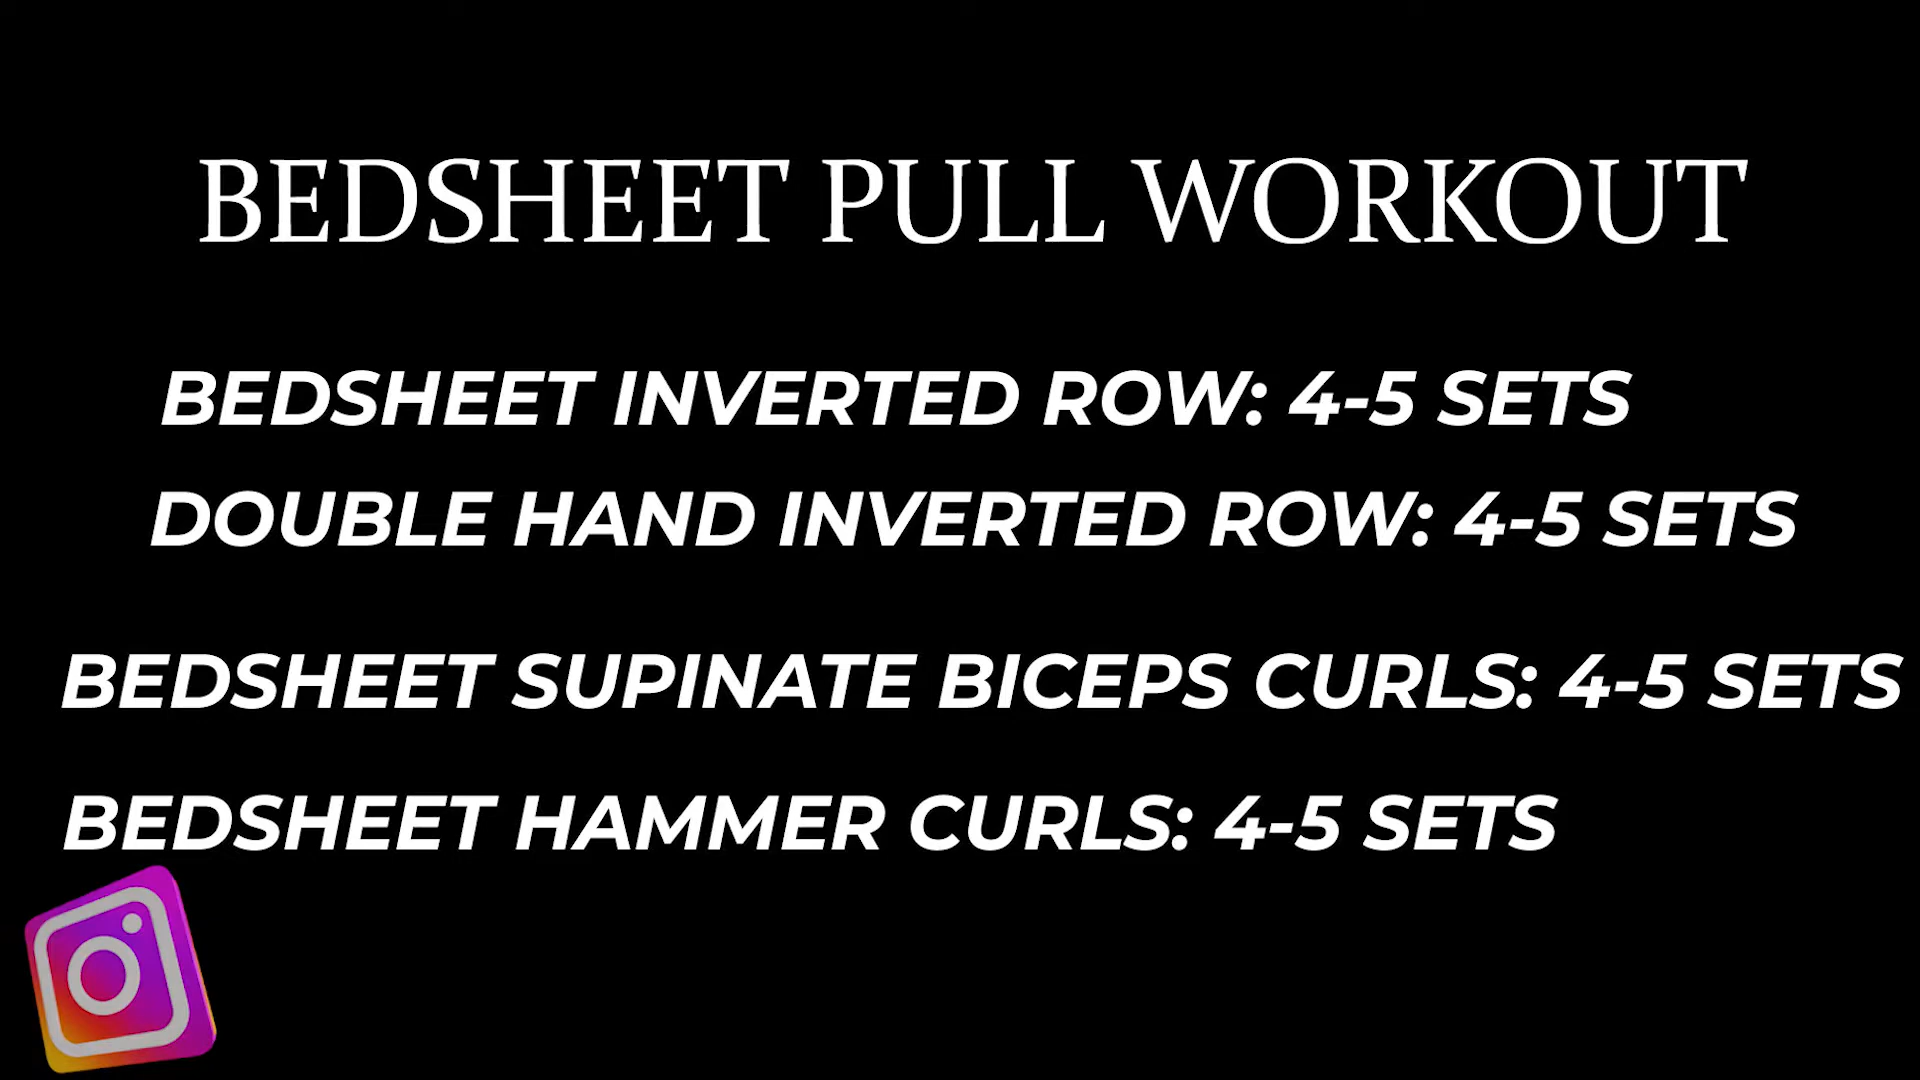 BEDSHEET PULL WORKOUT
BEDSHEET INVERTED ROW: 4-5 SETS
DOUBLE HAND INVERTED ROW: 4-5 SETS
BEDSHEET SUPINATE BICEPS CURLS: 4-5 SETS
BEDSHEET HAMMER CURLS: 4-5 SETS